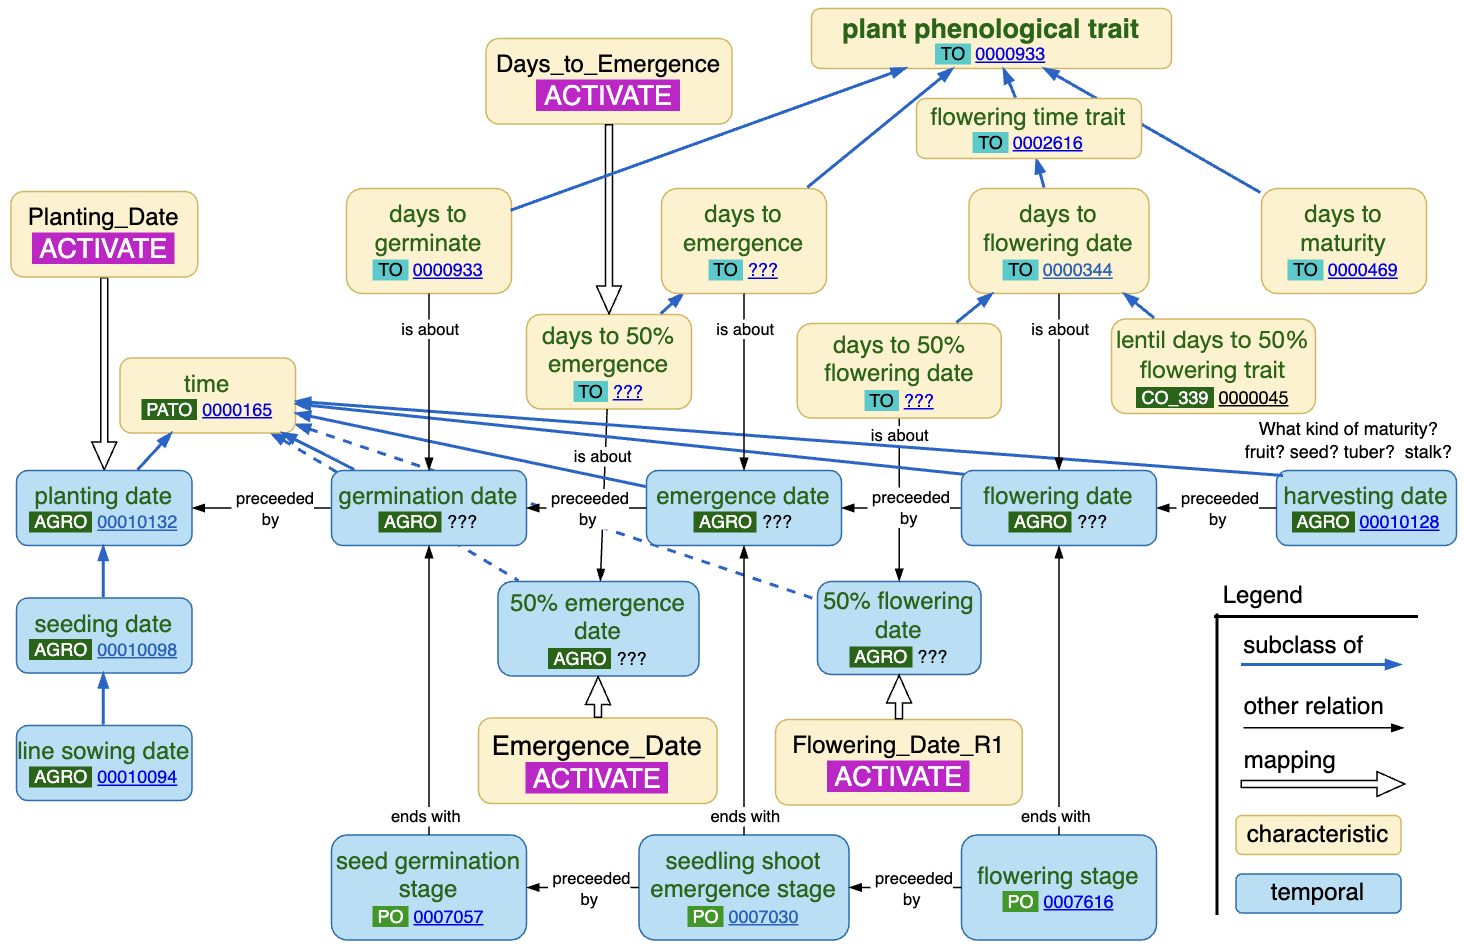 plant phenological trait
TO 0000933
Days_to_Emergence
ACTIVATE
flowering time trait
TO 0002616
Planting_Date
ACTIVATE
days to
germinate
TO 0000933
days to
emergence
TO ???
days to
flowering date
TO 0000344
days to
maturity
TO 0000469
is about
is about
is about
days to 50%
emergence
TO ???
days to 50%
flowering date
TO ???
lentil days to 50%
flowering trait
CO_339 0000045
time
PATO 0000165
is about
is about
What kind of maturity?
fruit? seed? tuber? stalk?
planting date
AGRO 00010132
preceeded
by
germination date
AGRO ???
preceeded
by
emergence date
AGRO ???
preceeded
by
flowering date
AGRO ???
preceeded
by
harvesting date
AGRO 00010128
seeding date
AGRO 00010098
50% emergence
date
AGRO ???
50% flowering
date
AGRO ???
line sowing date
AGRO 00010094
Emergence_Date
ACTIVATE
Flowering_Date_R1
ACTIVATE
ends with
ends with
ends with
seed germination
stage
PO 0007057
preceeded
by
seedling shoot
emergence stage
PO 0007030
preceeded
by
flowering stage
PO 0007616
Legend
subclass of
other relation
mapping
characteristic
temporal